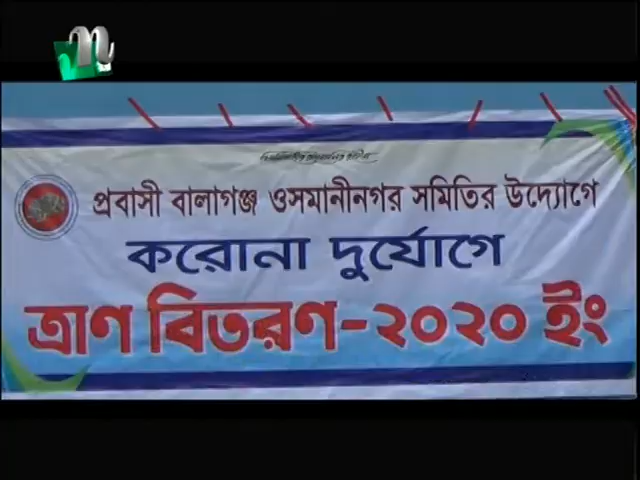 প্রবাসী বালাগঞ্জ ওসমানীনগর সমিতির উদ্যোগে
করোনা দুর্যোগে
ত্রাণ বিতরণ-২০২০ ইং